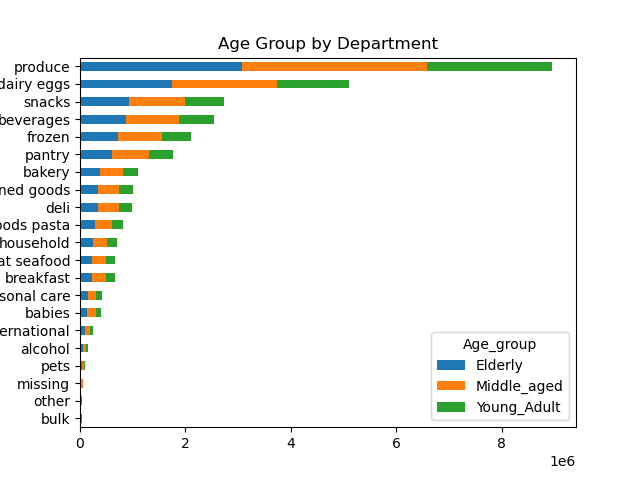 Age Group by Department
produce
dairy eggs
snacks
beverages
frozen
pantry
bakery
ned goods
deli
ods pasta
household
at seafood
breakfast
sonal care
babies
ernational
alcohol
pets
missing
other
bulk
0 2 4 6 8
1e6
Age_group
Elderly
Middle_aged
Young_Adult